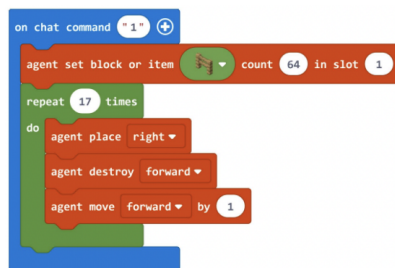 on chat command "1"
agent set block or item count 64 in slot 1
repeat 17 times
do
agent place right
agent destroy forward
agent move forward by 1